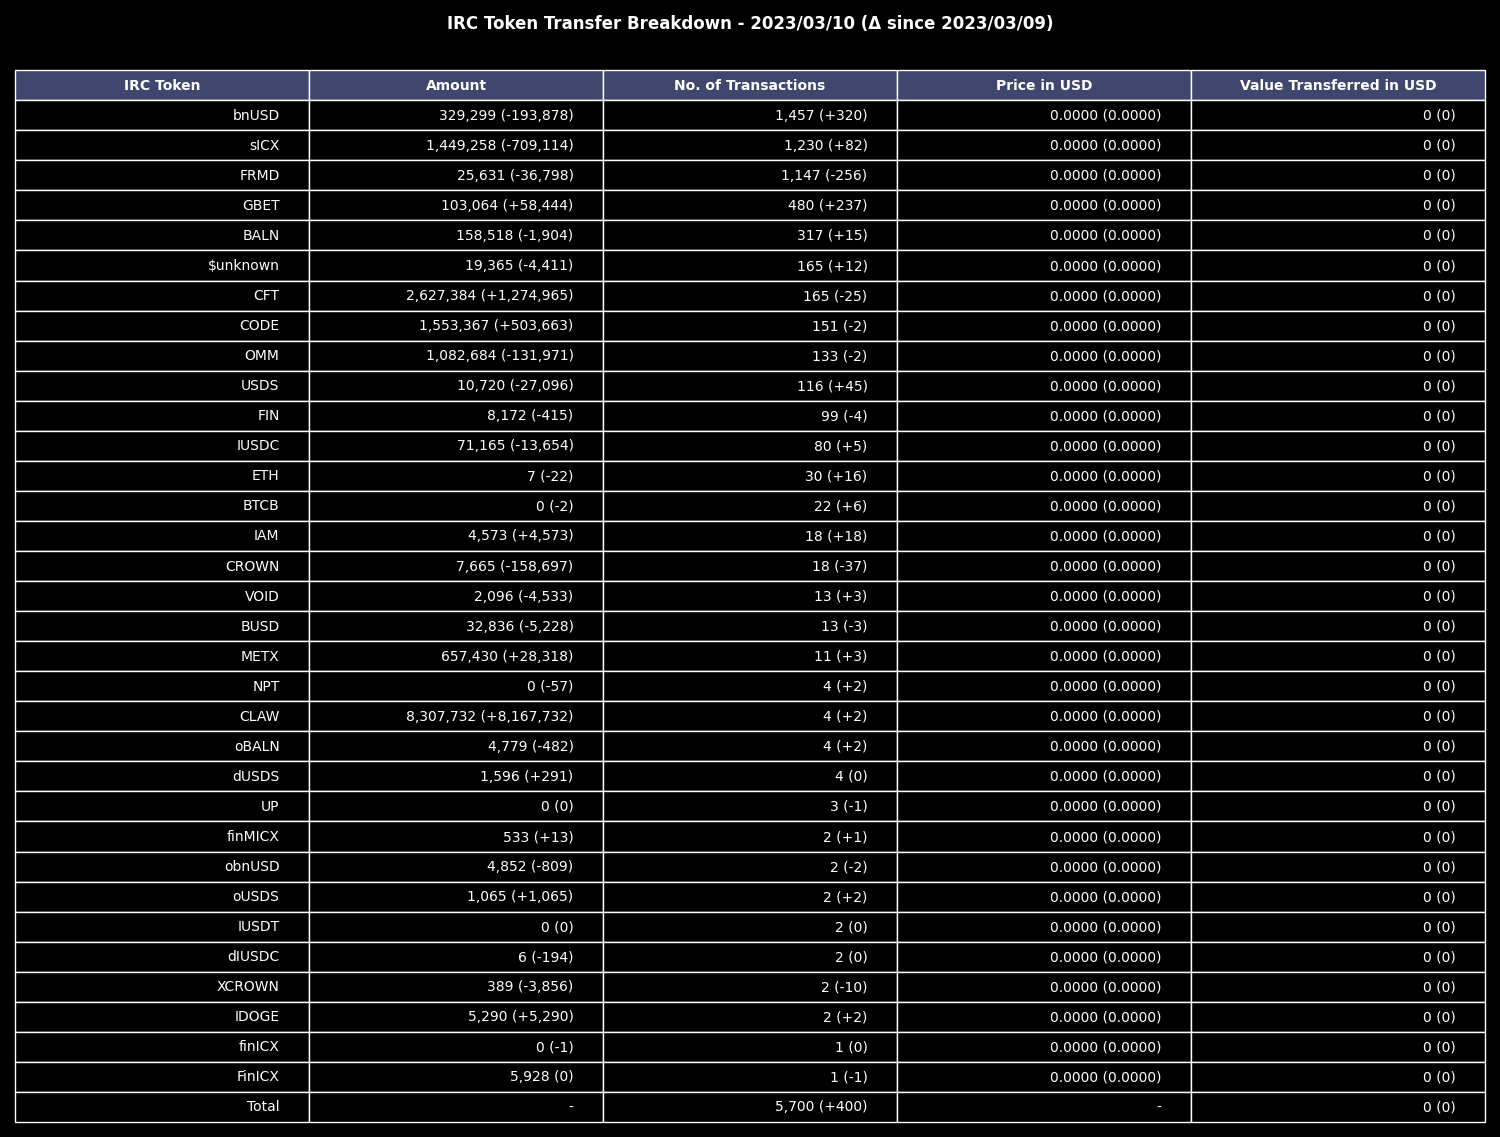 IRC Token Transfer Breakdown - 2023/03/10 (Δ since 2023/03/09)
IRC Token Amount No. of Transactions Price in USD Value Transferred in USD
bnUSD 329,299 (-193,878) 1,457 (+320) 0.0000 (0.0000) 0 (0)
sICX 1,449,258 (-709,114) 1,230 (+82) 0.0000 (0.0000) 0 (0)
FRMD 25,631 (-36,798) 1,147 (-256) 0.0000 (0.0000) 0 (0)
GBET 103,064 (+58,444) 480 (+237) 0.0000 (0.0000) 0 (0)
BALN 158,518 (-1,904) 317 (+15) 0.0000 (0.0000) 0 (0)
$unknown 19,365 (-4,411) 165 (+12) 0.0000 (0.0000) 0 (0)
CFT 2,627,384 (+1,274,965) 165 (-25) 0.0000 (0.0000) 0 (0)
CODE 1,553,367 (+503,663) 151 (-2) 0.0000 (0.0000) 0 (0)
OMM 1,082,684 (-131,971) 133 (-2) 0.0000 (0.0000) 0 (0)
USDS 10,720 (-27,096) 116 (+45) 0.0000 (0.0000) 0 (0)
FIN 8,172 (-415) 99 (-4) 0.0000 (0.0000) 0 (0)
IUSDC 71,165 (-13,654) 80 (+5) 0.0000 (0.0000) 0 (0)
ETH 7 (-22) 30 (+16) 0.0000 (0.0000) 0 (0)
BTCB 0 (-2) 22 (+6) 0.0000 (0.0000) 0 (0)
IAM 4,573 (+4,573) 18 (+18) 0.0000 (0.0000) 0 (0)
CROWN 7,665 (-158,697) 18 (-37) 0.0000 (0.0000) 0 (0)
VOID 2,096 (-4,533) 13 (+3) 0.0000 (0.0000) 0 (0)
BUSD 32,836 (-5,228) 13 (-3) 0.0000 (0.0000) 0 (0)
METX 657,430 (+28,318) 11 (+3) 0.0000 (0.0000) 0 (0)
NPT 0 (-57) 4 (+2) 0.0000 (0.0000) 0 (0)
CLAW 8,307,732 (+8,167,732) 4 (+2) 0.0000 (0.0000) 0 (0)
oBALN 4,779 (-482) 4 (+2) 0.0000 (0.0000) 0 (0)
dUSDS 1,596 (+291) 4 (0) 0.0000 (0.0000) 0 (0)
UP 0 (0) 3 (-1) 0.0000 (0.0000) 0 (0)
finMICX 533 (+13) 2 (+1) 0.0000 (0.0000) 0 (0)
obnUSD 4,852 (-809) 2 (-2) 0.0000 (0.0000) 0 (0)
oUSDS 1,065 (+1,065) 2 (+2) 0.0000 (0.0000) 0 (0)
IUSDT 0 (0) 2 (0) 0.0000 (0.0000) 0 (0)
dIUSDC 6 (-194) 2 (0) 0.0000 (0.0000) 0 (0)
XCROWN 389 (-3,856) 2 (-10) 0.0000 (0.0000) 0 (0)
IDOGE 5,290 (+5,290) 2 (+2) 0.0000 (0.0000) 0 (0)
finICX 0 (-1) 1 (0) 0.0000 (0.0000) 0 (0)
FinICX 5,928 (0) 1 (-1) 0.0000 (0.0000) 0 (0)
Total - 5,700 (+400) - 0 (0)